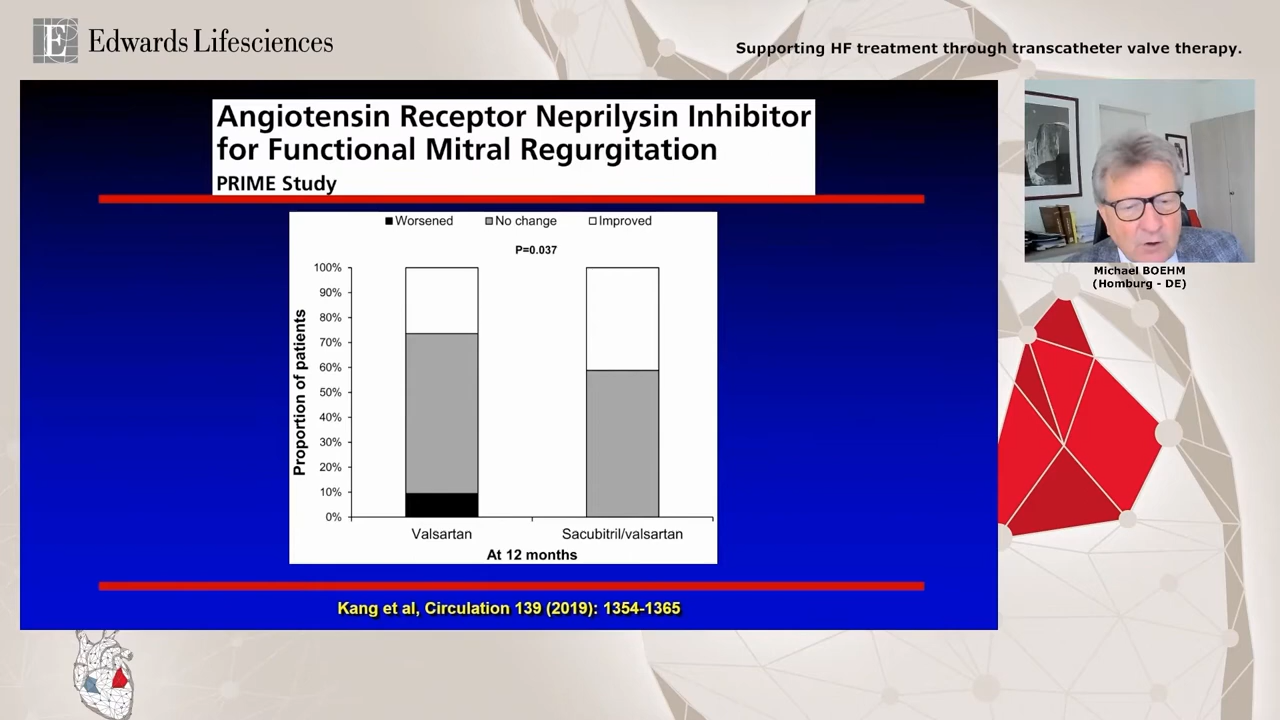 E Edwards Lifesciences
Supporting HF treatment through transcatheter valve therapy.
Angiotensin Receptor Neprilysin Inhibitor
for Functional Mitral Regurgitation
PRIME Study
Worsened No change Improved
P=0.037
100%
90%
80%
70%
60%
50%
40%
30%
20%
10%
0%
Proportion of patients
Valsartan Sacubitril/valsartan
At 12 months
Kang et al, Circulation 139 (2019): 1354-1365
Michael BOEHM
(Homburg - DE)